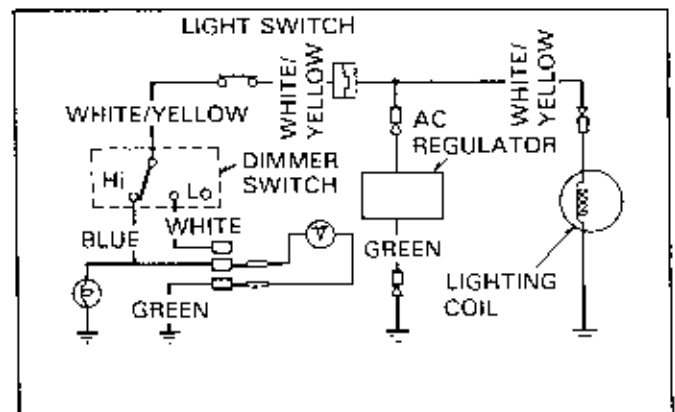 LIGHT SWITCH
WHITE/
YELLOW
WHITE/
YELLOW
WHITE/YELLOW
AC
REGULATOR
DIMMER
SWITCH
Hi
Lo
WHITE
BLUE
GREEN
GREEN
LIGHTING
COIL